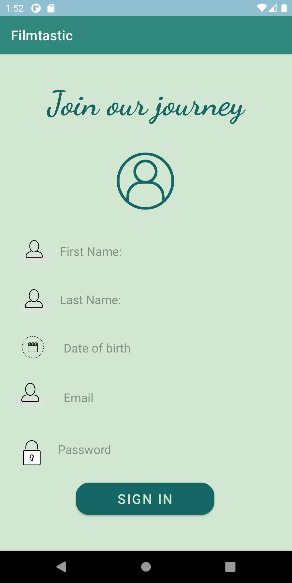 1:52
Filmtastic
Join our journey
First Name:
Last Name:
Date of birth
Email
Password
SIGN IN